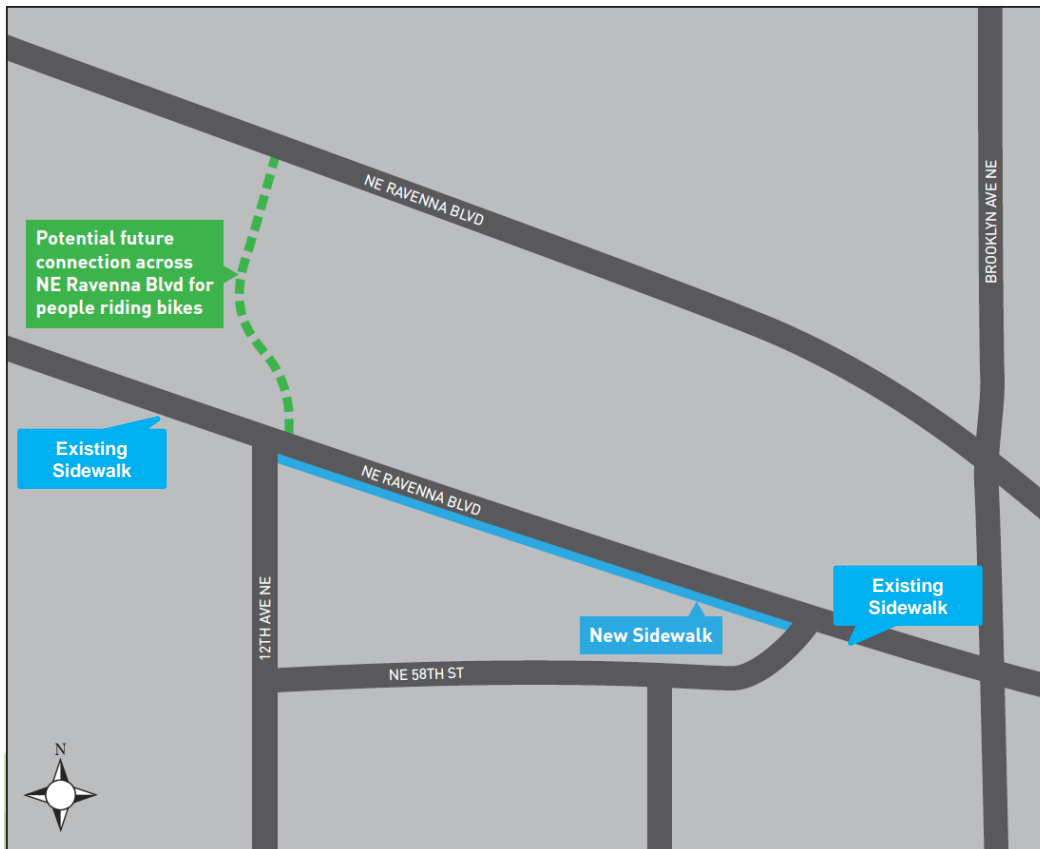 NE RAVENNA BLVD
BROOKLYN AVE NE
Potential future
connection across
NE Ravenna Blvd for
people riding bikes
Existing
Sidewalk
NE RAVENNA BLVD
12TH AVE NE
Existing
Sidewalk
New Sidewalk
NE 58TH ST
N